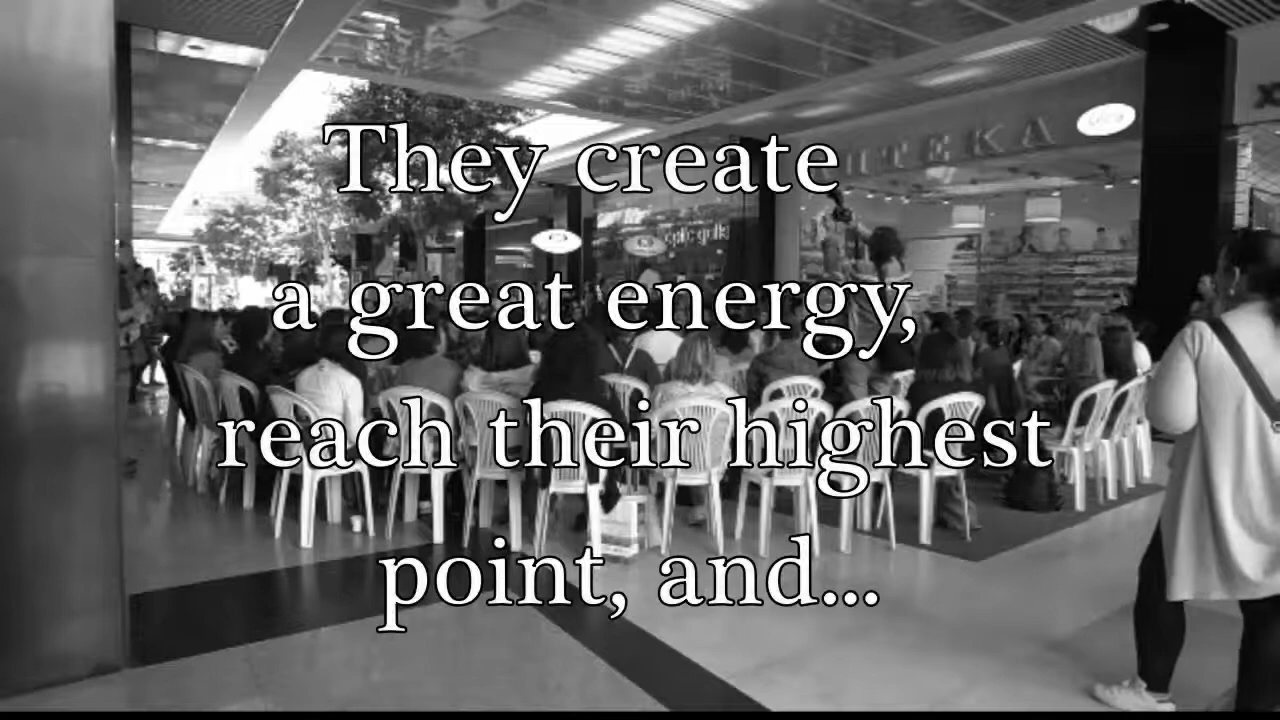 They create
a great energy,
reach their highest
point, and...